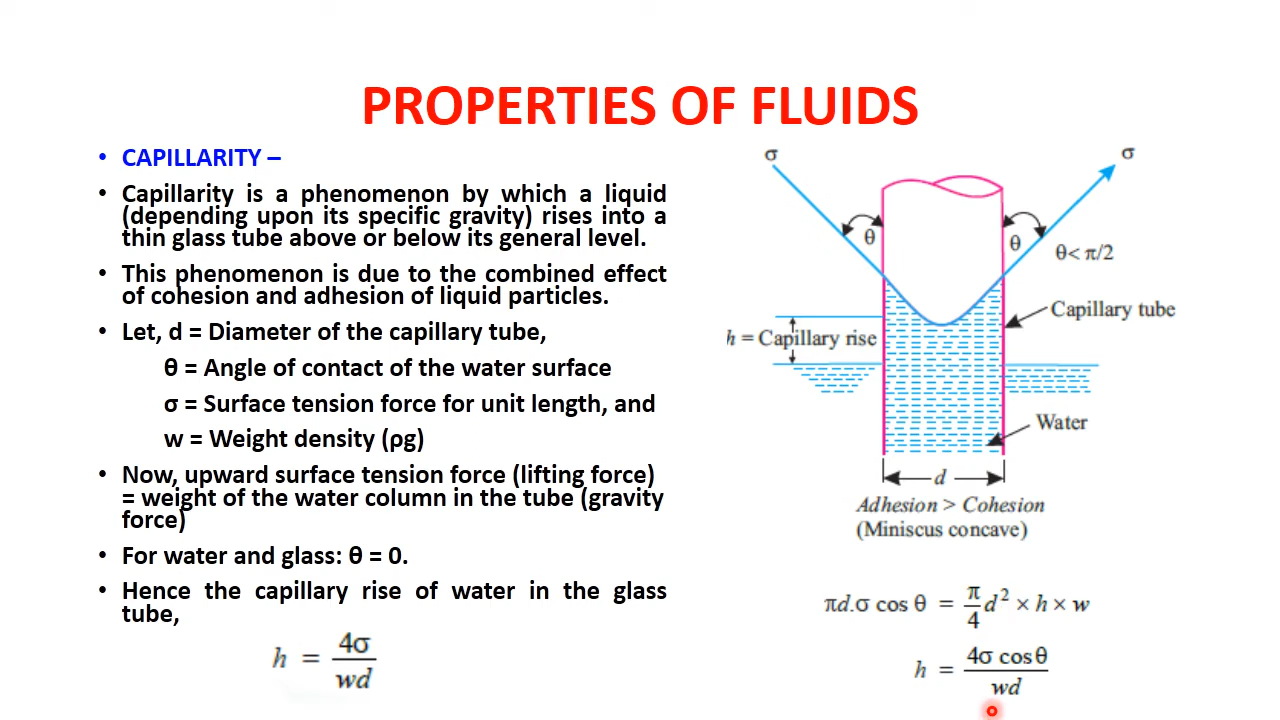 PROPERTIES OF FLUIDS
• CAPILLARITY –
• Capillarity is a phenomenon by which a liquid
(depending upon its specific gravity) rises into a
thin glass tube above or below its general level.
• This phenomenon is due to the combined effect
of cohesion and adhesion of liquid particles.
• Let, d = Diameter of the capillary tube,
θ = Angle of contact of the water surface
σ = Surface tension force for unit length, and
w = Weight density (ρg)
• Now, upward surface tension force (lifting force)
= weight of the water column in the tube (gravity
force)
• For water and glass: θ = 0.
• Hence the capillary rise of water in the glass
tube,
h = 4σ / wd
σ
σ
θ
θ
θ< π/2
Capillary tube
h = Capillary rise
Water
d
Adhesion > Cohesion
(Miniscus concave)
πd.σ cos θ = π/4 d² × h × w
h = 4σ cosθ / wd